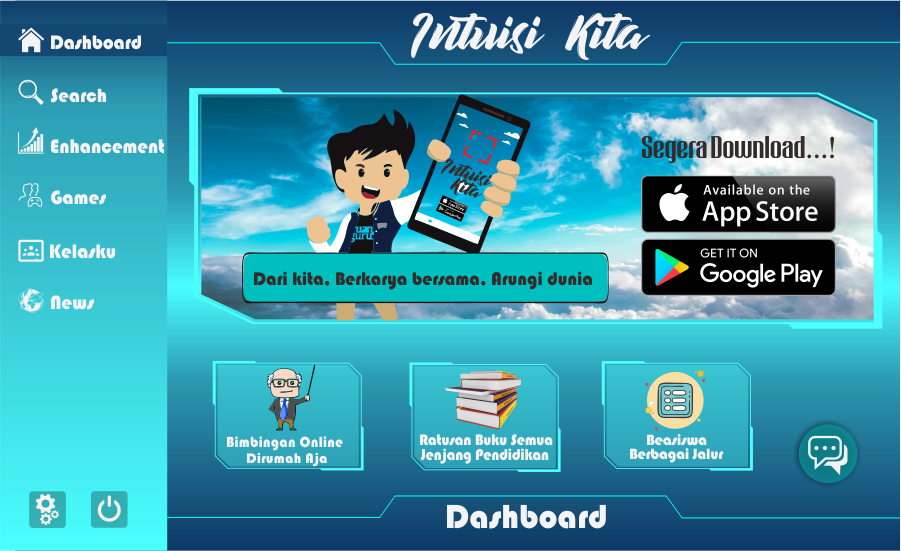 Intuisi Kita
Dashboard
Search
Enhancement
Games
Kelasku
News
Segera Download...!
Available on the
App Store
GET IT ON
Google Play
Intuisi
Kita
Dari kita, Berkarya bersama, Arungi dunia
Bimbingan Online
Dirumah Aja
Ratusan Buku Semua
Jenjang Pendidikan
Beasiswa
Berbagai Jalur
Dashboard